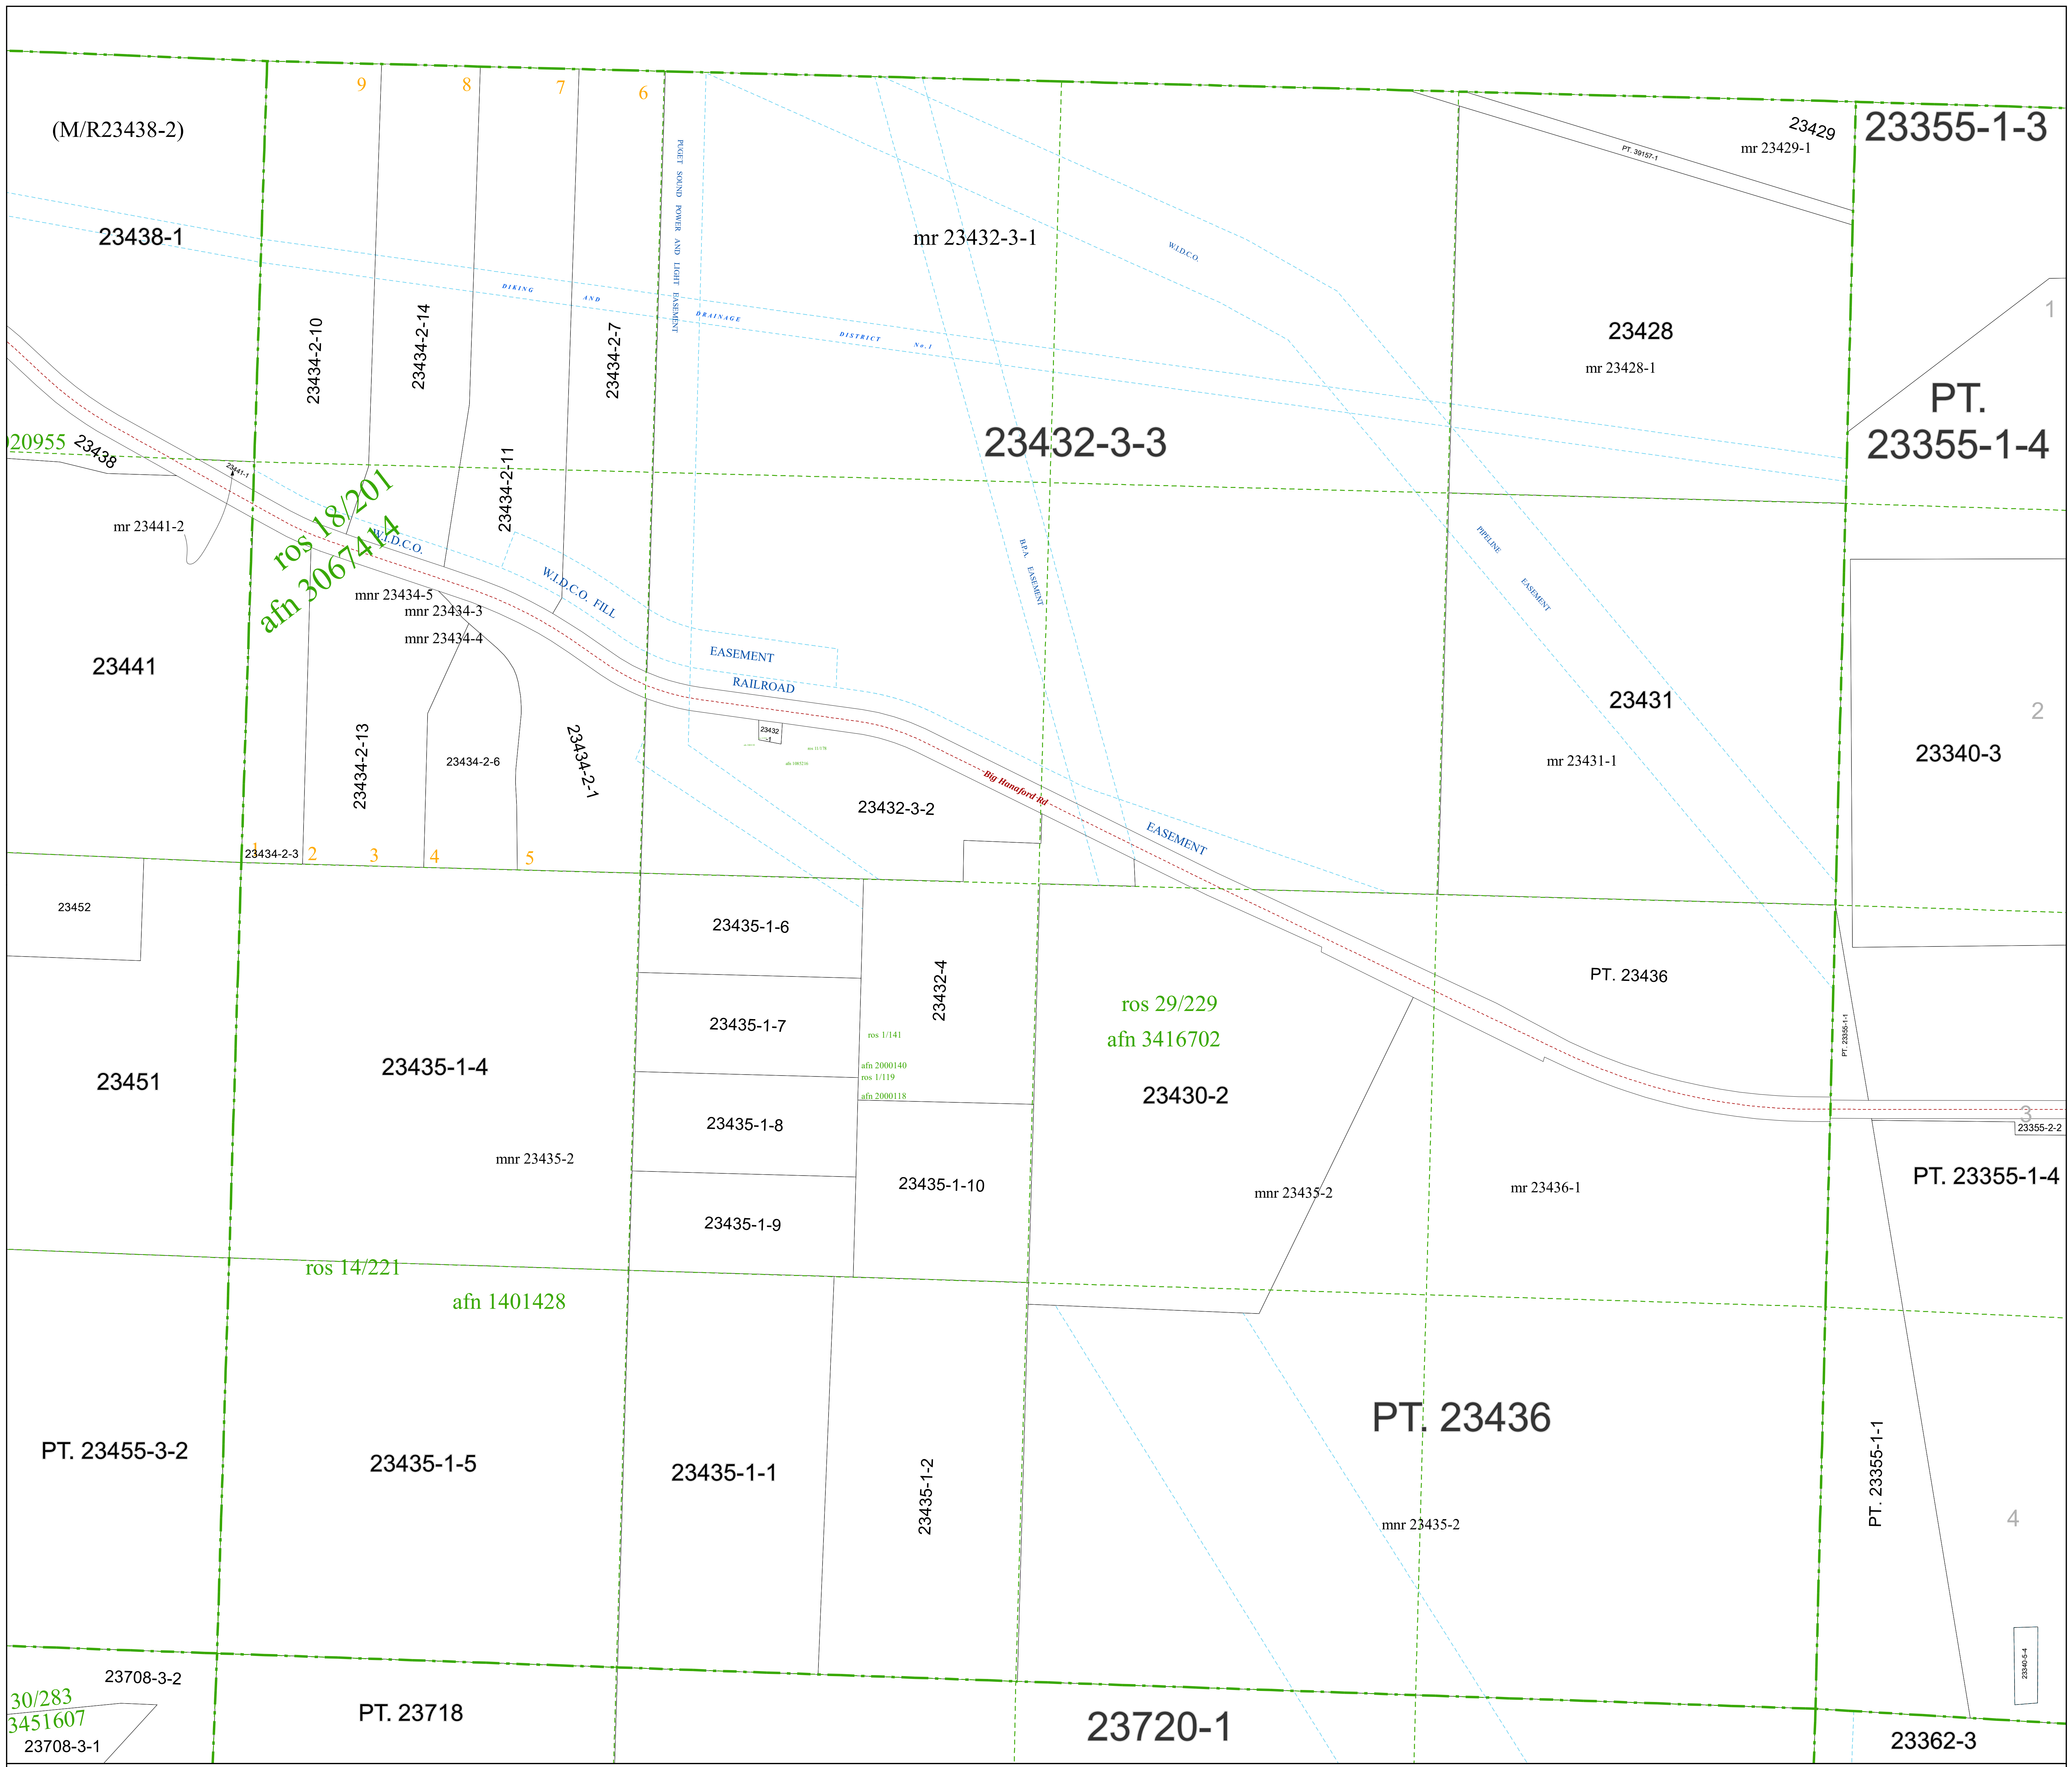 9
8
7
6
(M/R23438-2)
23429
mr 23429-1
PT. 39157-1
23355-1-3
23438-1
PUGET SOUND POWER AND LIGHT EASEMENT
mr 23432-3-1
W.I.D.C.O.
DIKING AND DRAINAGE DISTRICT No.1
1
23434-2-10
23434-2-14
23434-2-7
23428
mr 23428-1
PT.
23355-1-4
23432-3-3
020955
23438
23441-1
ros 18/201
afn 3067414
23434-2-11
mr 23441-2
W.I.D.C.O.
W.I.D.C.O. FILL
B.P.A. EASEMENT
PIPELINE EASEMENT
mnr 23434-5
mnr 23434-3
mnr 23434-4
23441
EASEMENT
RAILROAD
23431
2
23432
-1
ros 11/178
23434-2-13
23434-2-6
23434-2-1
mr 23431-1
23340-3
Big Hanaford Rd
23432-3-2
EASEMENT
1
23434-2-3
2
3
4
5
23452
23435-1-6
23432-4
PT. 23436
ros 29/229
afn 3416702
23435-1-7
ros 1/141
afn 2000140
ros 1/119
afn 2000118
PT. 23355-1-1
23451
23435-1-4
23430-2
3
23355-2-2
23435-1-8
mnr 23435-2
23435-1-10
mnr 23435-2
mr 23436-1
PT. 23355-1-4
23435-1-9
ros 14/221
afn 1401428
PT. 23436
PT. 23455-3-2
23435-1-5
23435-1-1
23435-1-2
PT. 23355-1-1
mnr 23435-2
4
23340-5-4
23708-3-2
30/283
3451607
23708-3-1
PT. 23718
23720-1
23362-3